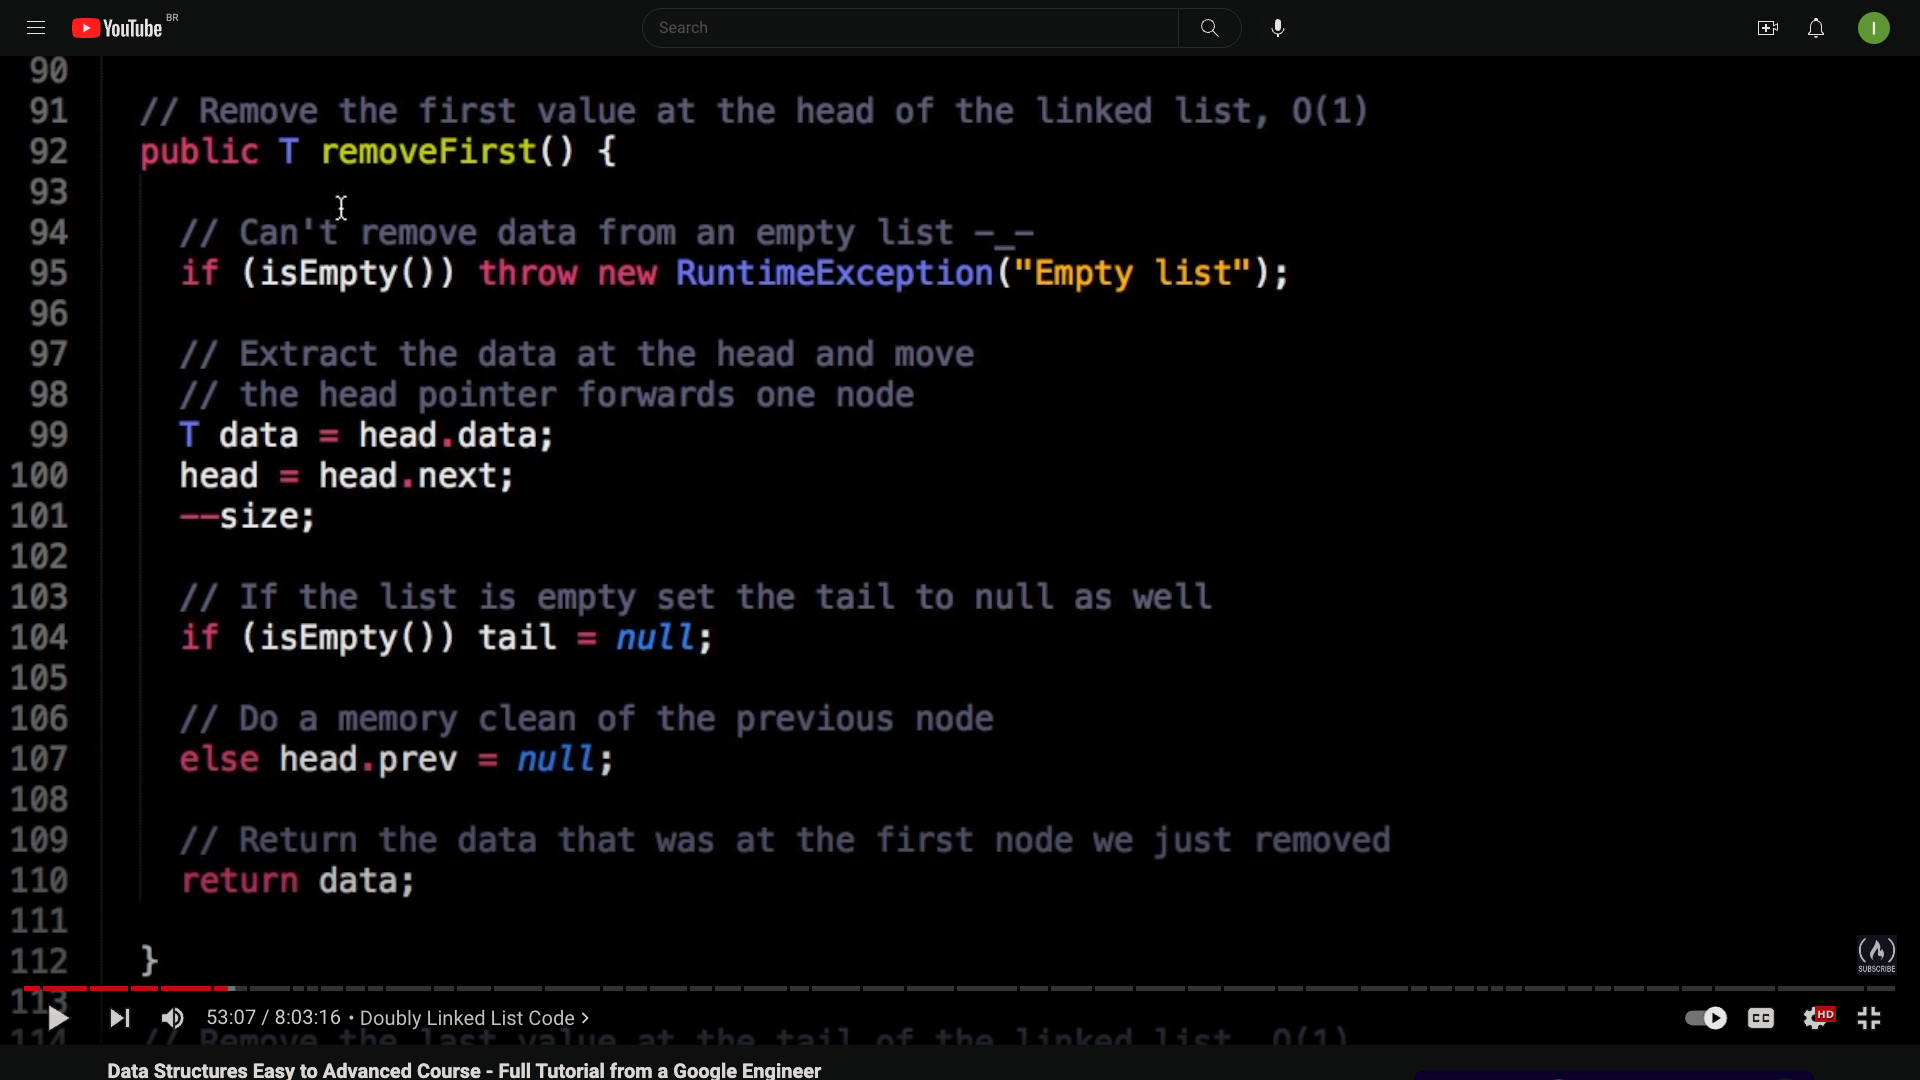 YouTube BR
Search
I
90
91 // Remove the first value at the head of the linked list, O(1)
92 public T removeFirst() {
93
94 // Can't remove data from an empty list -_-
95 if (isEmpty()) throw new RuntimeException("Empty list");
96
97 // Extract the data at the head and move
98 // the head pointer forwards one node
99 T data = head.data;
100 head = head.next;
101 --size;
102
103 // If the list is empty set the tail to null as well
104 if (isEmpty()) tail = null;
105
106 // Do a memory clean of the previous node
107 else head.prev = null;
108
109 // Return the data that was at the first node we just removed
110 return data;
111
112 }
SUBSCRIBE
113
53:07 / 8:03:16 • Doubly Linked List Code >
CC HD
114 // Remove the last value at the tail of the linked list, O(1)
Data Structures Easy to Advanced Course - Full Tutorial from a Google Engineer